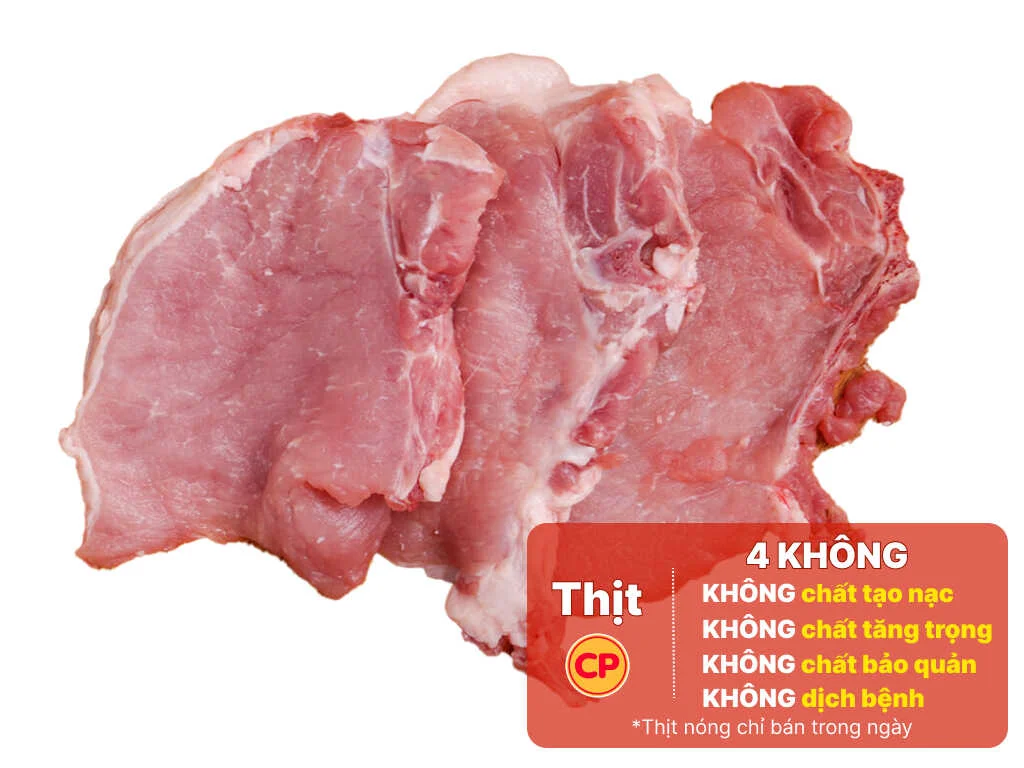 Thịt
CP
4 KHÔNG
KHÔNG chất tạo nạc
KHÔNG chất tăng trọng
KHÔNG chất bảo quản
KHÔNG dịch bệnh
*Thịt nóng chỉ bán trong ngày